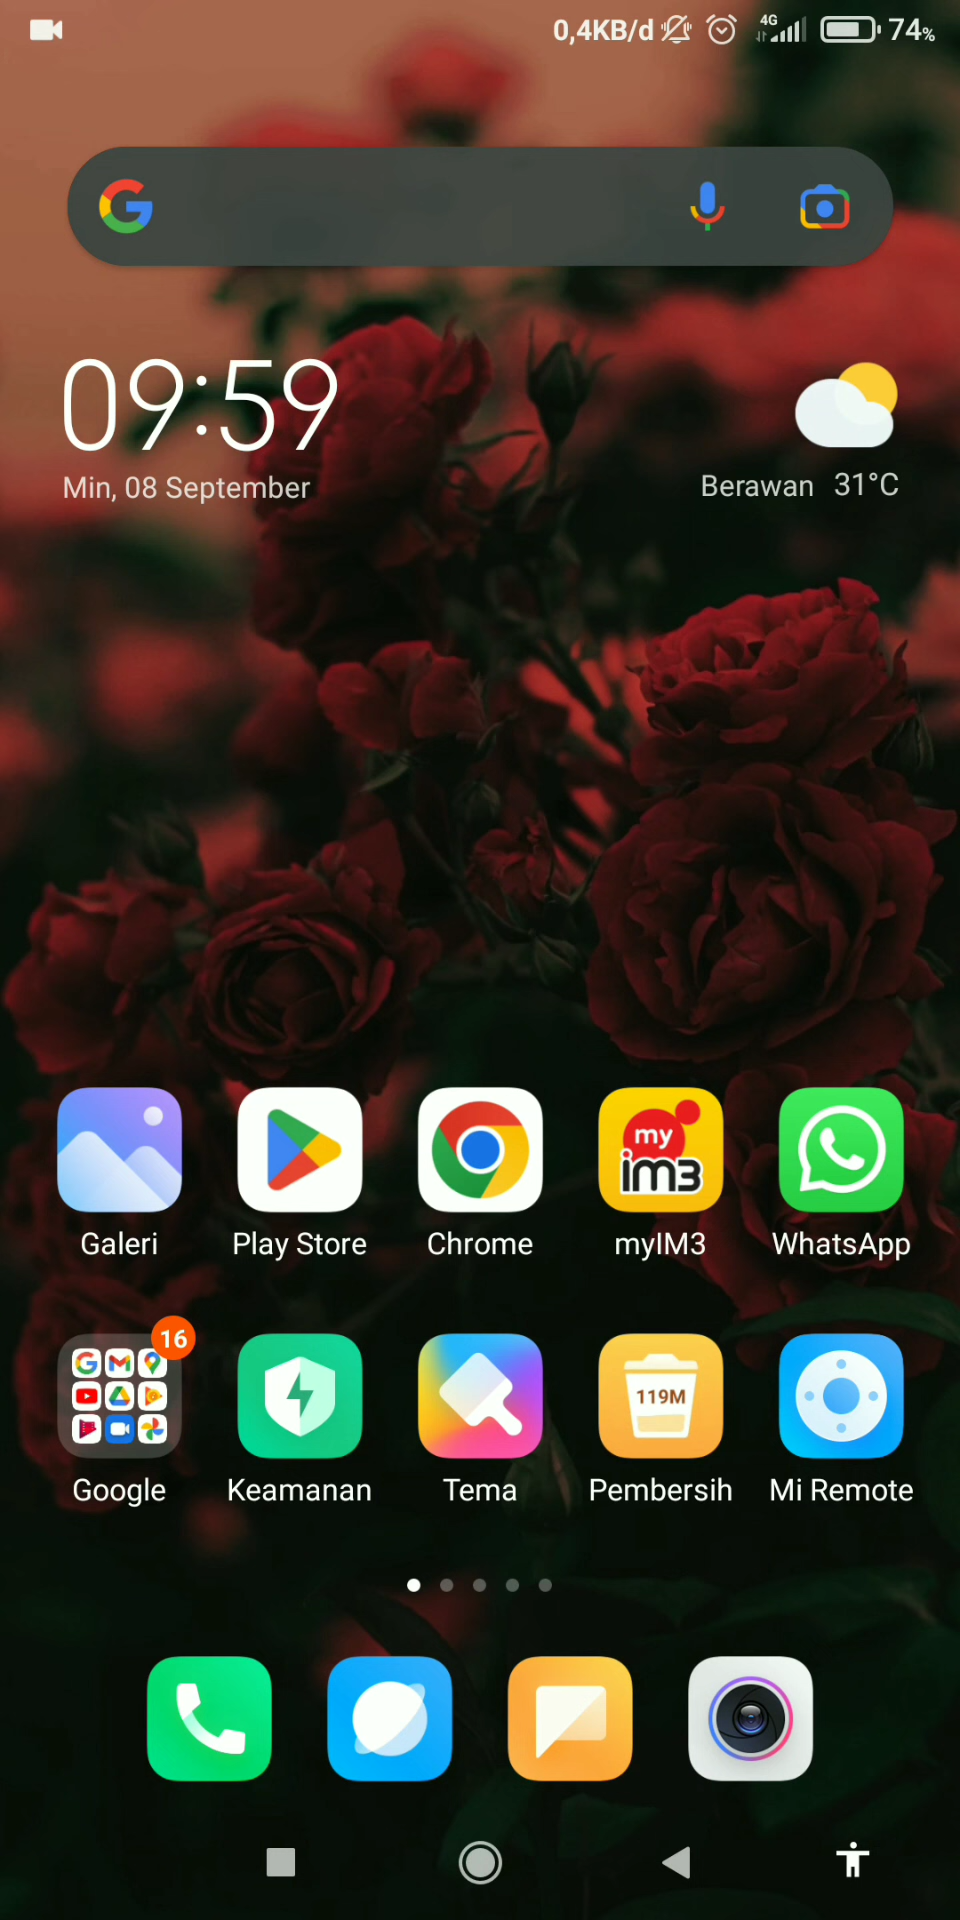 0,4KB/d 4G 74%
09:59
Min, 08 September
Berawan 31°C
my
im3
Galeri Play Store Chrome myIM3 WhatsApp
16
119M
Google Keamanan Tema Pembersih Mi Remote